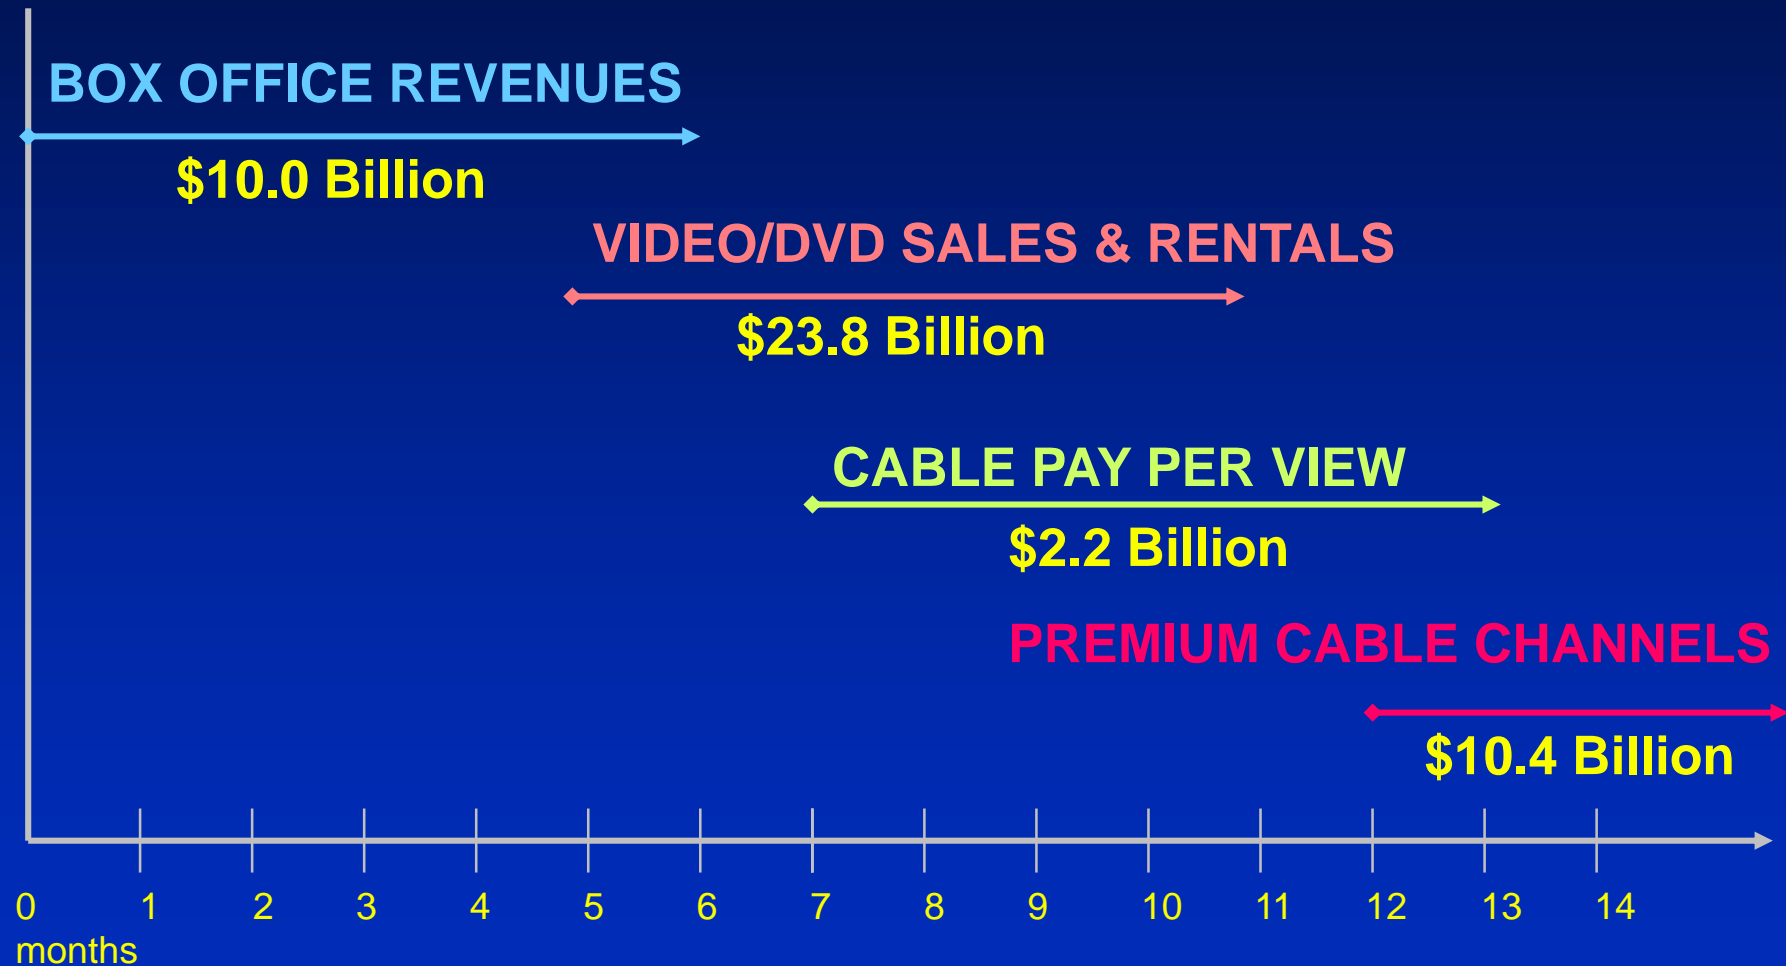 BOX OFFICE REVENUES
$10.0 Billion
VIDEO/DVD SALES & RENTALS
$23.8 Billion
CABLE PAY PER VIEW
$2.2 Billion
PREMIUM CABLE CHANNELS
$10.4 Billion
0 1 2 3 4 5 6 7 8 9 10 11 12 13 14
months